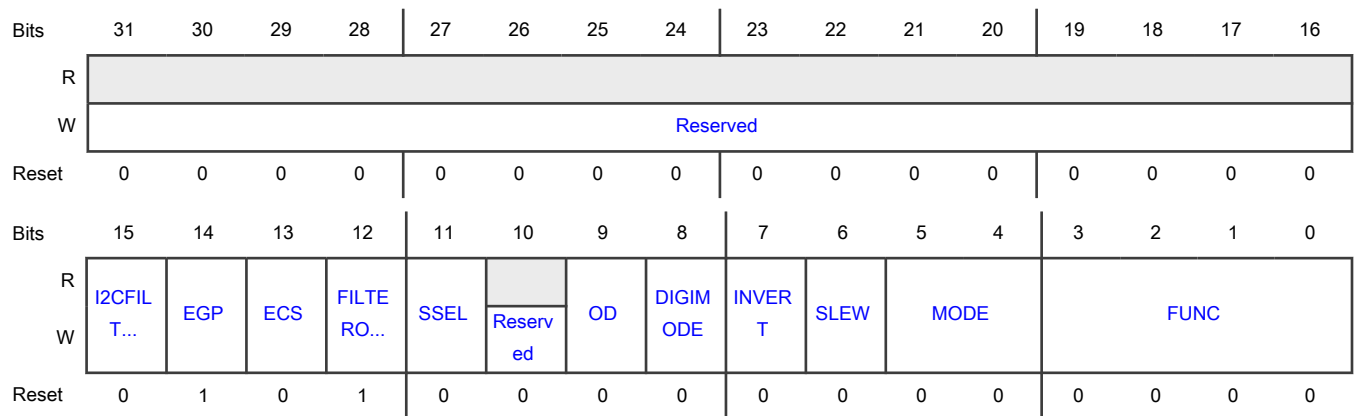 Bits 31 30 29 28 27 26 25 24 23 22 21 20 19 18 17 16
R
W Reserved
Reset 0 0 0 0 0 0 0 0 0 0 0 0 0 0 0 0
Bits 15 14 13 12 11 10 9 8 7 6 5 4 3 2 1 0
R
W
I2CFIL
T...
EGP
ECS
FILTE
RO...
SSEL
Reserv
ed
OD
DIGIM
ODE
INVER
T
SLEW
MODE
FUNC
Reset 0 1 0 1 0 0 0 0 0 0 0 0 0 0 0 0